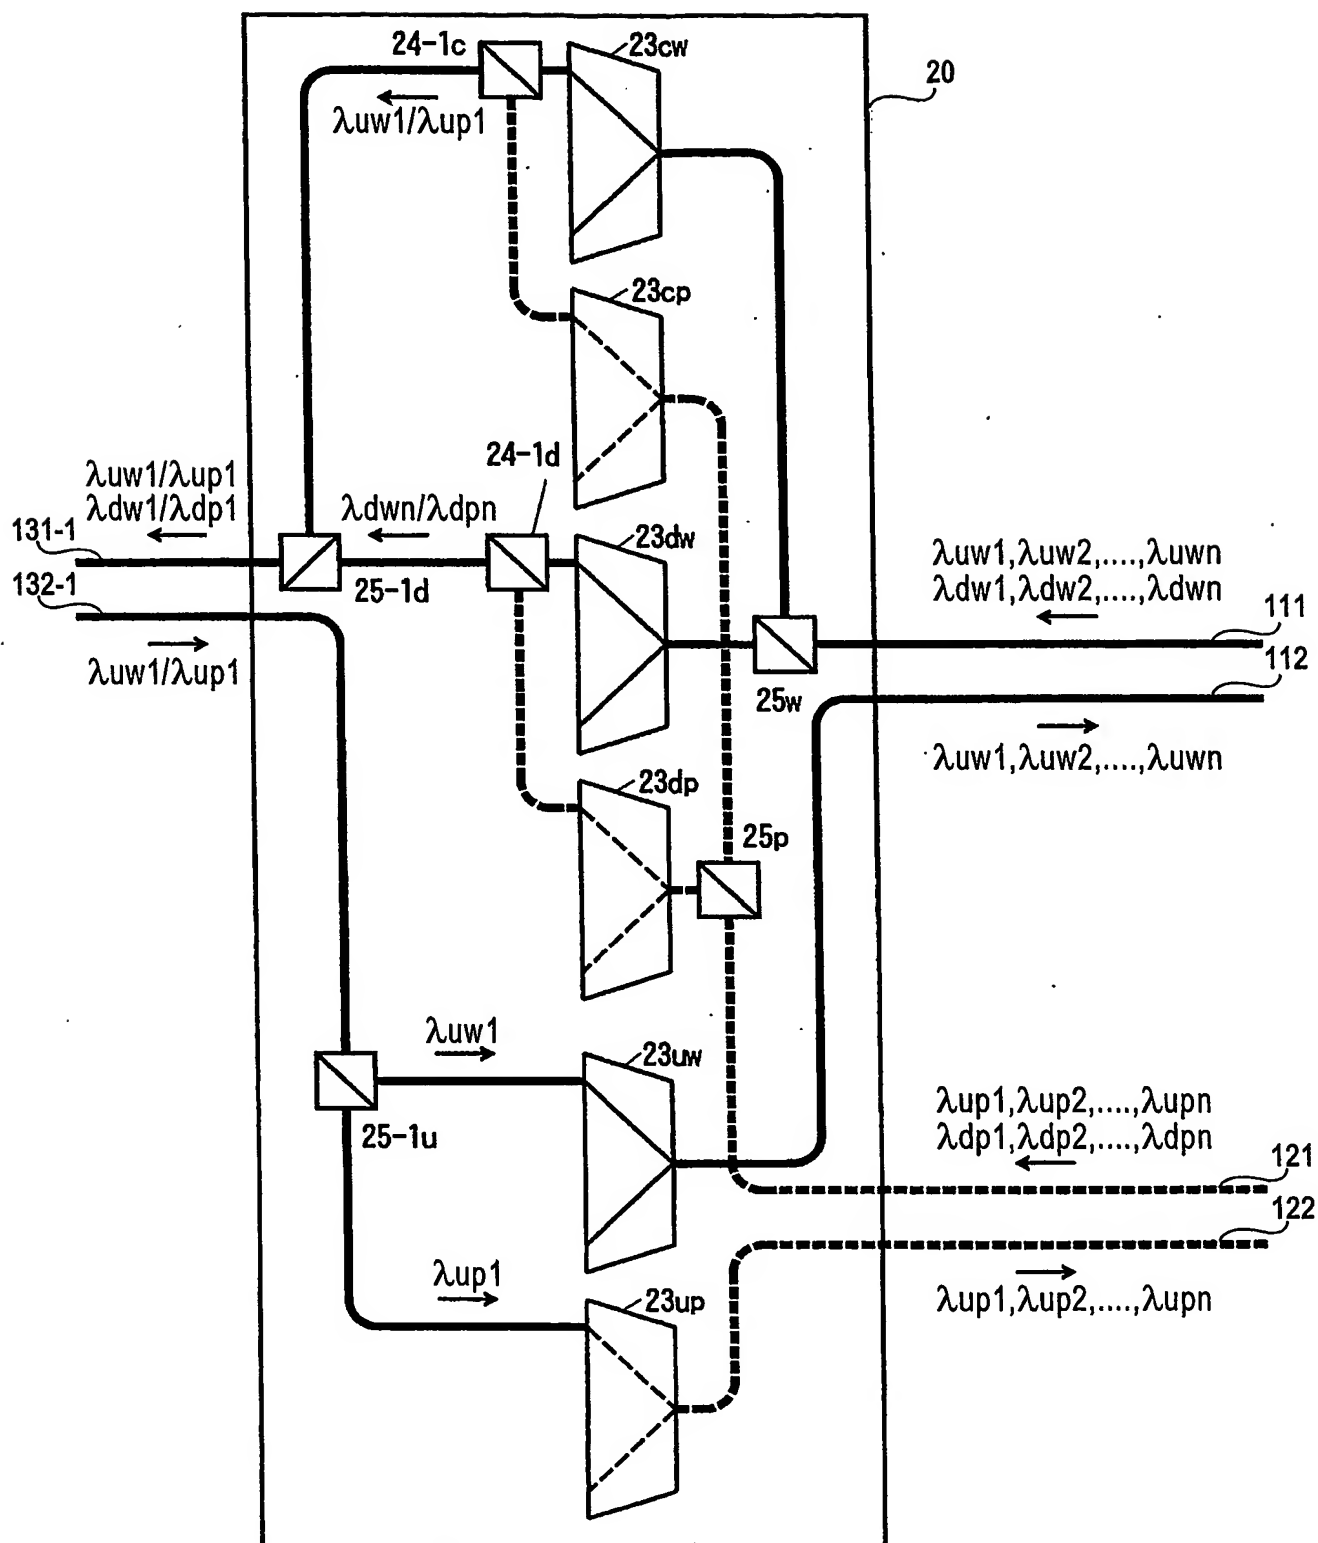 24-1c
23cw
20
λuw1/λup1
23cp
24-1d
λuw1/λup1
λdw1/λdp1
λdwn/λdpn
131-1
23dw
λuw1,λuw2,....,λuwn
λdw1,λdw2,....,λdwn
132-1
25-1d
111
112
λuw1/λup1
25w
λuw1,λuw2,....,λuwn
23dp
25p
λuw1
23uw
25-1u
λup1,λup2,....,λupn
λdp1,λdp2,....,λdpn
121
122
λup1
23up
λup1,λup2,....,λupn